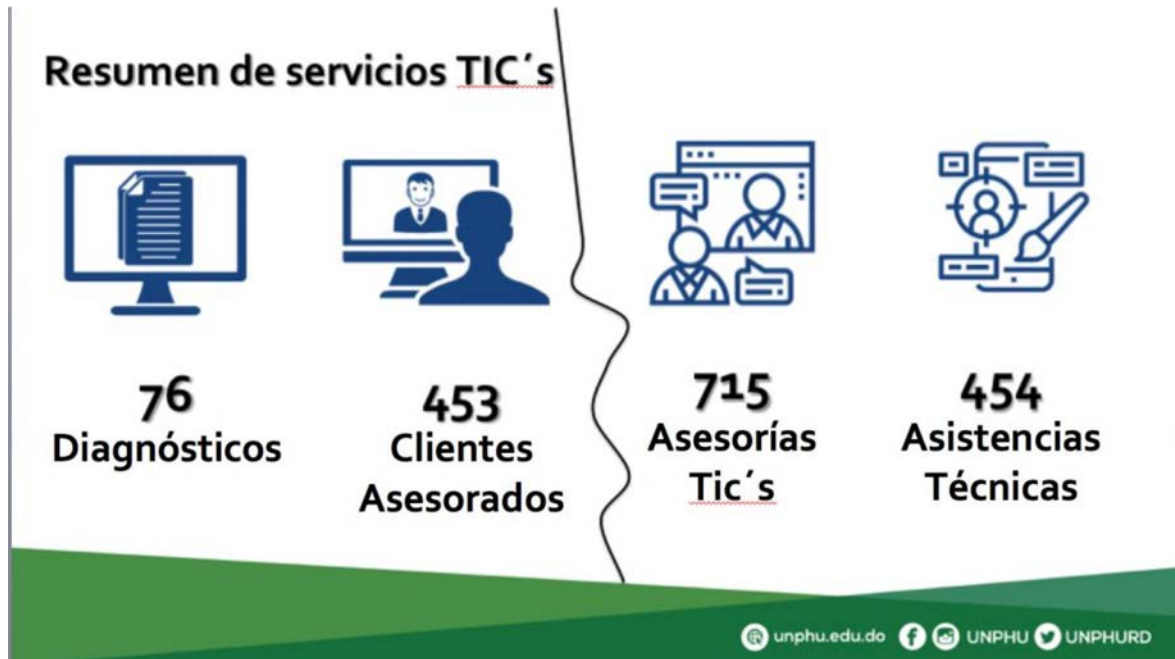 Resumen de servicios TIC´s
76
Diagnósticos
453
Clientes
Asesorados
715
Asesorías
Tic´s
454
Asistencias
Técnicas
unphu.edu.do UNPHU UNPHURD